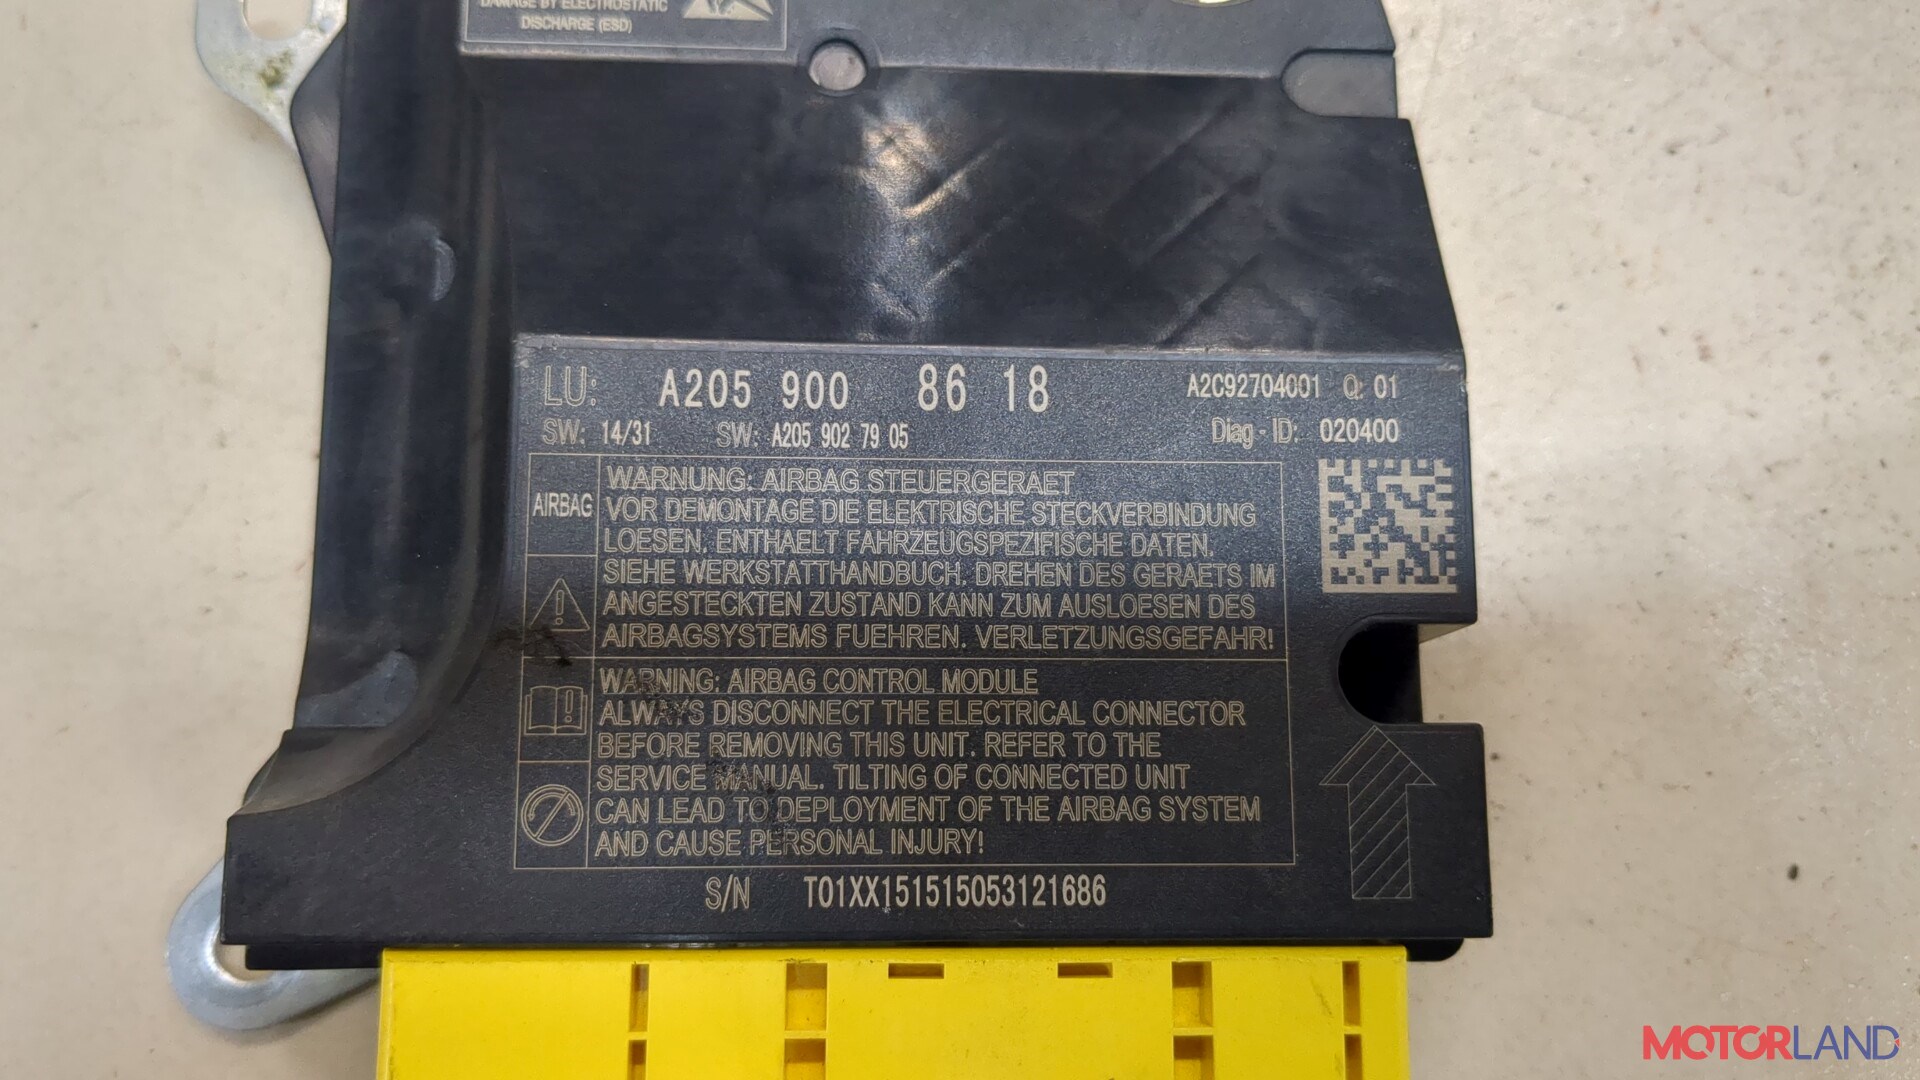 DAMAGE BY ELECTROSTATIC
DISCHARGE (ESD)
LU: A205 900 86 18 A2C92704001 Q: 01
SW: 14/31 SW: A205 902 79 05 Diag - ID: 020400
AIRBAG
WARNUNG: AIRBAG STEUERGERAET
VOR DEMONTAGE DIE ELEKTRISCHE STECKVERBINDUNG
LOESEN. ENTHAELT FAHRZEUGSPEZIFISCHE DATEN.
SIEHE WERKSTATTHANDBUCH. DREHEN DES GERAETS IM
ANGESTECKTEN ZUSTAND KANN ZUM AUSLOESEN DES
AIRBAGSYSTEMS FUEHREN. VERLETZUNGSGEFAHR!
WARNING: AIRBAG CONTROL MODULE
ALWAYS DISCONNECT THE ELECTRICAL CONNECTOR
BEFORE REMOVING THIS UNIT. REFER TO THE
SERVICE MANUAL. TILTING OF CONNECTED UNIT
CAN LEAD TO DEPLOYMENT OF THE AIRBAG SYSTEM
AND CAUSE PERSONAL INJURY!
S/N T01XX151515053121686
MOTORLAND